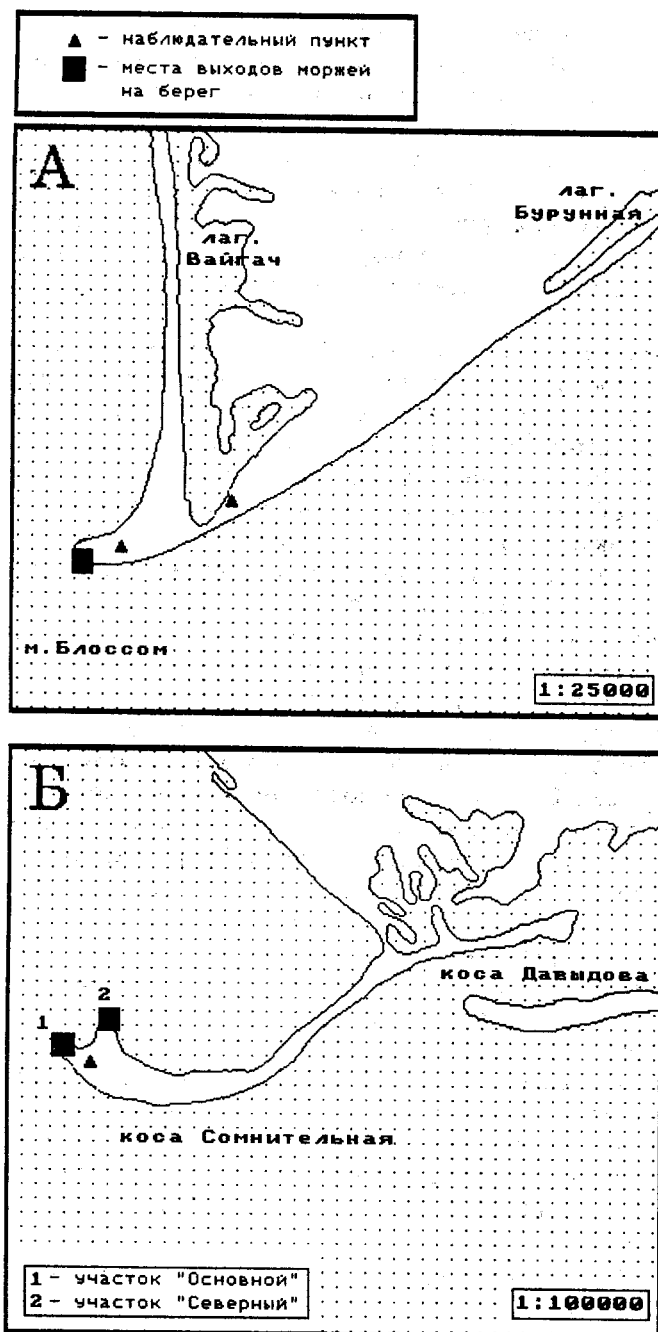 ▲ - наблюдательный пункт
■ - места выходов моржей
на берег
А
лаг.
Бурунная
лаг.
Вайгач
м.Блоссом
1:25000
Б
коса Давыдова
2
1
коса Сомнительная
1 - участок "Основной"
2 - участок "Северный"
1:100000